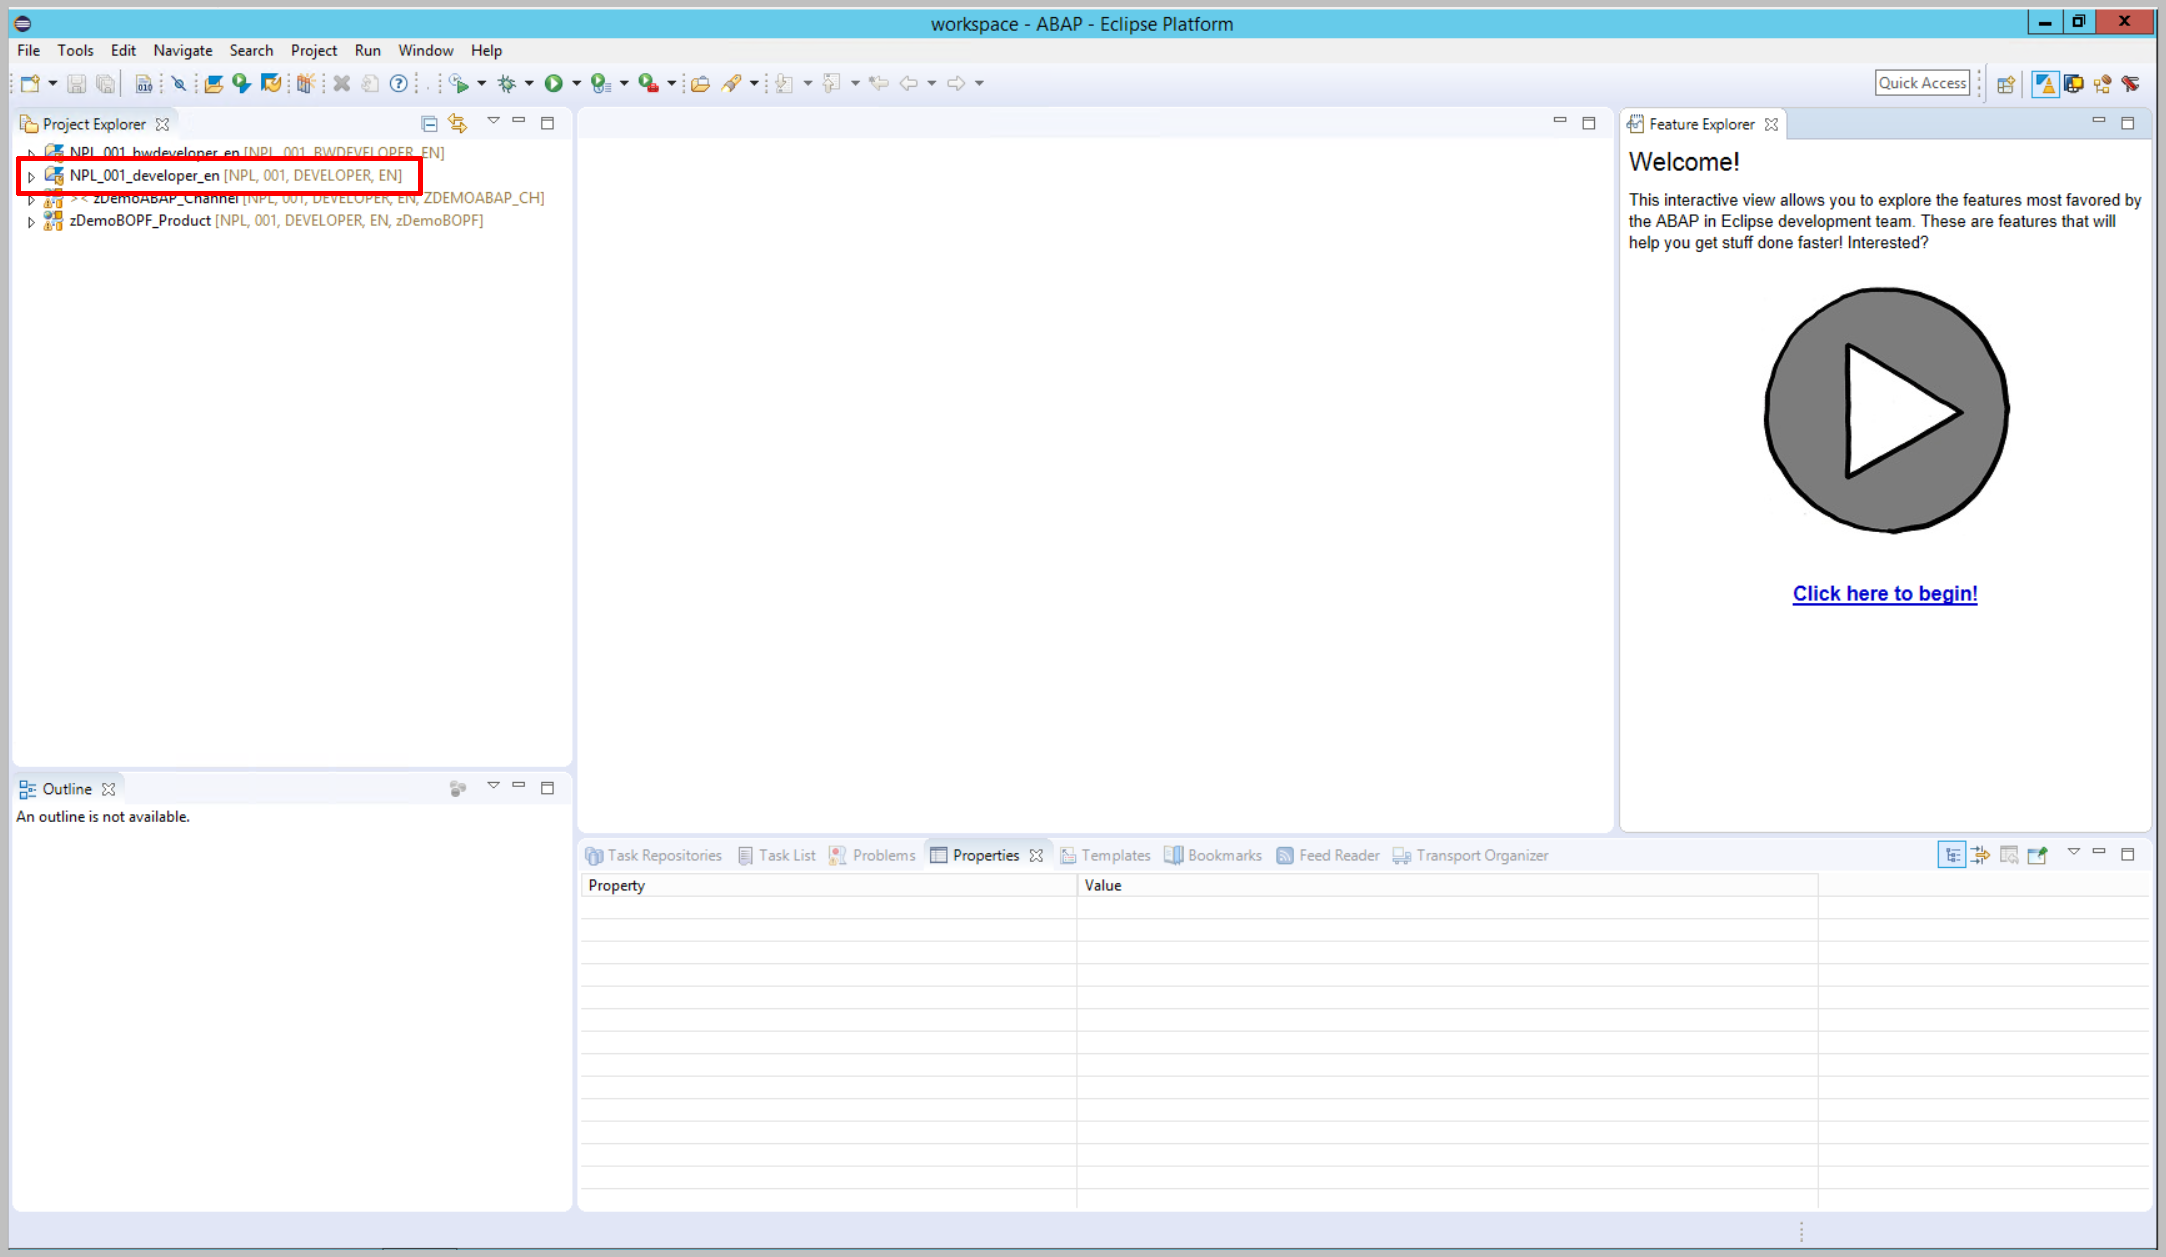 workspace - ABAP - Eclipse Platform
File Tools Edit Navigate Search Project Run Window Help
Quick Access
Project Explorer
NPL_001_bwdeveloper_en [NPL, 001, BWDEVELOPER, EN]
NPL_001_developer_en [NPL, 001, DEVELOPER, EN]
>< zDemoABAP_Channel [NPL, 001, DEVELOPER, EN, ZDEMOABAP_CH]
zDemoBOPF_Product [NPL, 001, DEVELOPER, EN, zDemoBOPF]
Feature Explorer
Welcome!
This interactive view allows you to explore the features most favored by
the ABAP in Eclipse development team. These are features that will
help you get stuff done faster! Interested?
Click here to begin!
Outline
An outline is not available.
Task Repositories Task List Problems Properties Templates Bookmarks Feed Reader Transport Organizer
Property Value